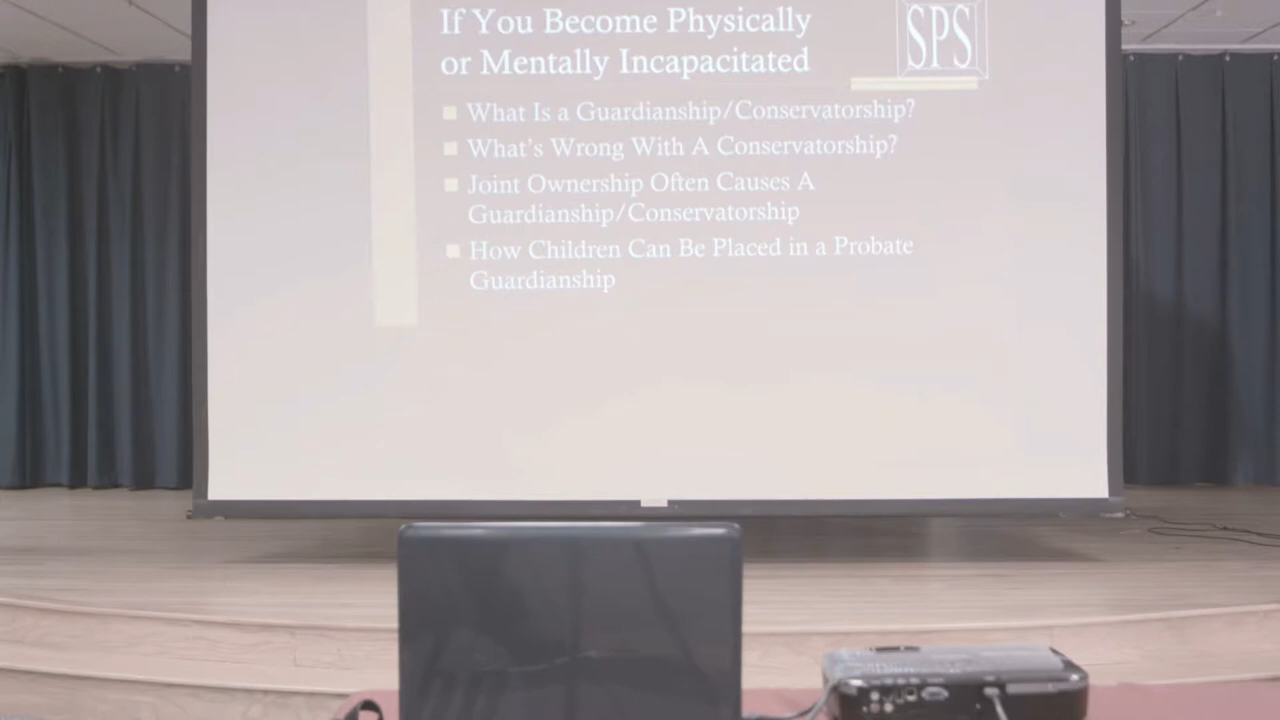 If You Become Physically
or Mentally Incapacitated
SPS
What Is a Guardianship/Conservatorship?
What's Wrong With A Conservatorship?
Joint Ownership Often Causes A
Guardianship/Conservatorship
How Children Can Be Placed in a Probate
Guardianship